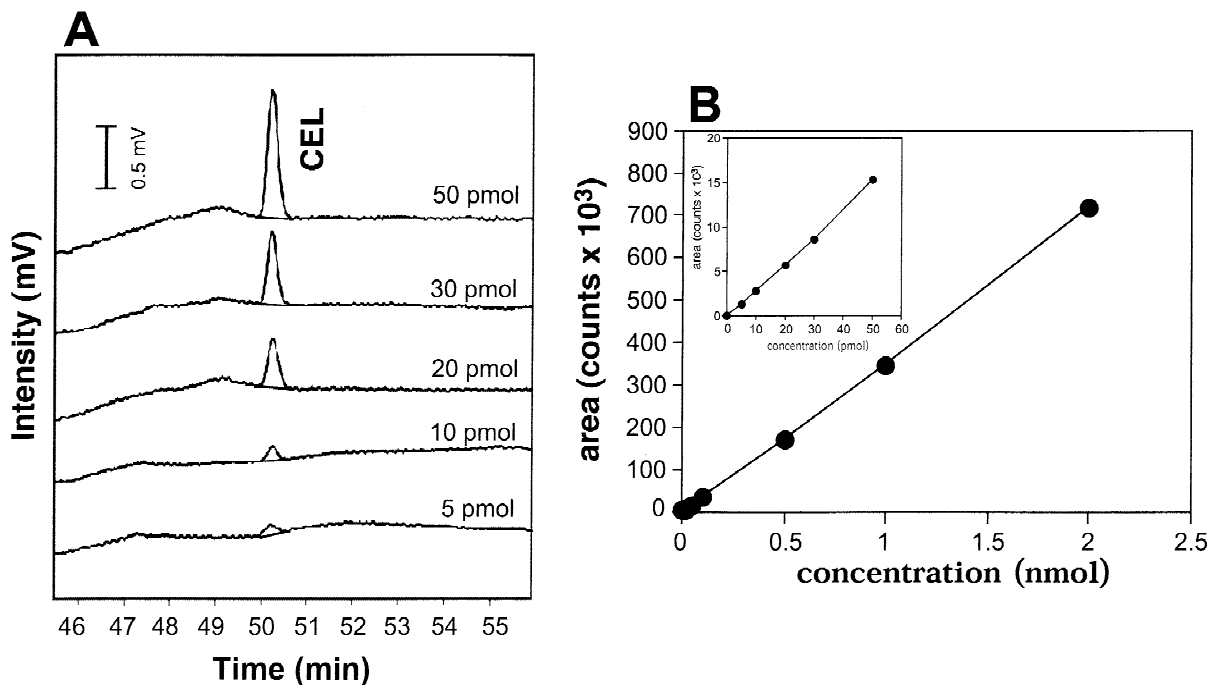 A
0.5 mV
CEL
50 pmol
30 pmol
20 pmol
10 pmol
5 pmol
Intensity (mV)
46 47 48 49 50 51 52 53 54 55
Time (min)
B
900
800
700
600
500
400
300
200
100
0
area (counts x 10³)
0 0.5 1 1.5 2 2.5
concentration (nmol)
20
15
10
5
0
area (counts x 10³)
0 10 20 30 40 50 60
concentration (pmol)